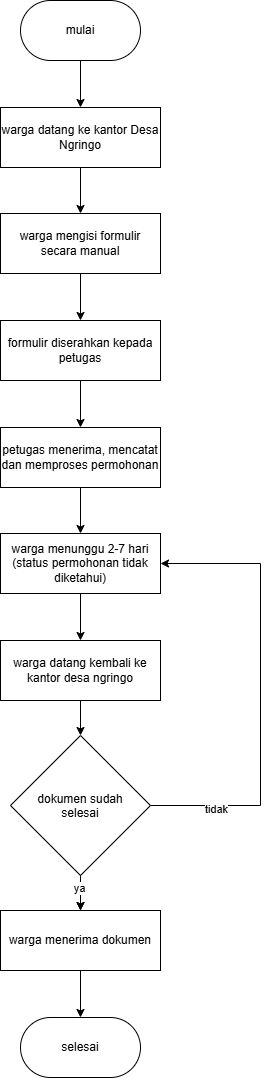 mulai
warga datang ke kantor Desa
Ngringo
warga mengisi formulir
secara manual
formulir diserahkan kepada
petugas
petugas menerima, mencatat
dan memproses permohonan
warga menunggu 2-7 hari
(status permohonan tidak
diketahui)
warga datang kembali ke
kantor desa ngringo
dokumen sudah
selesai
tidak
ya
warga menerima dokumen
selesai